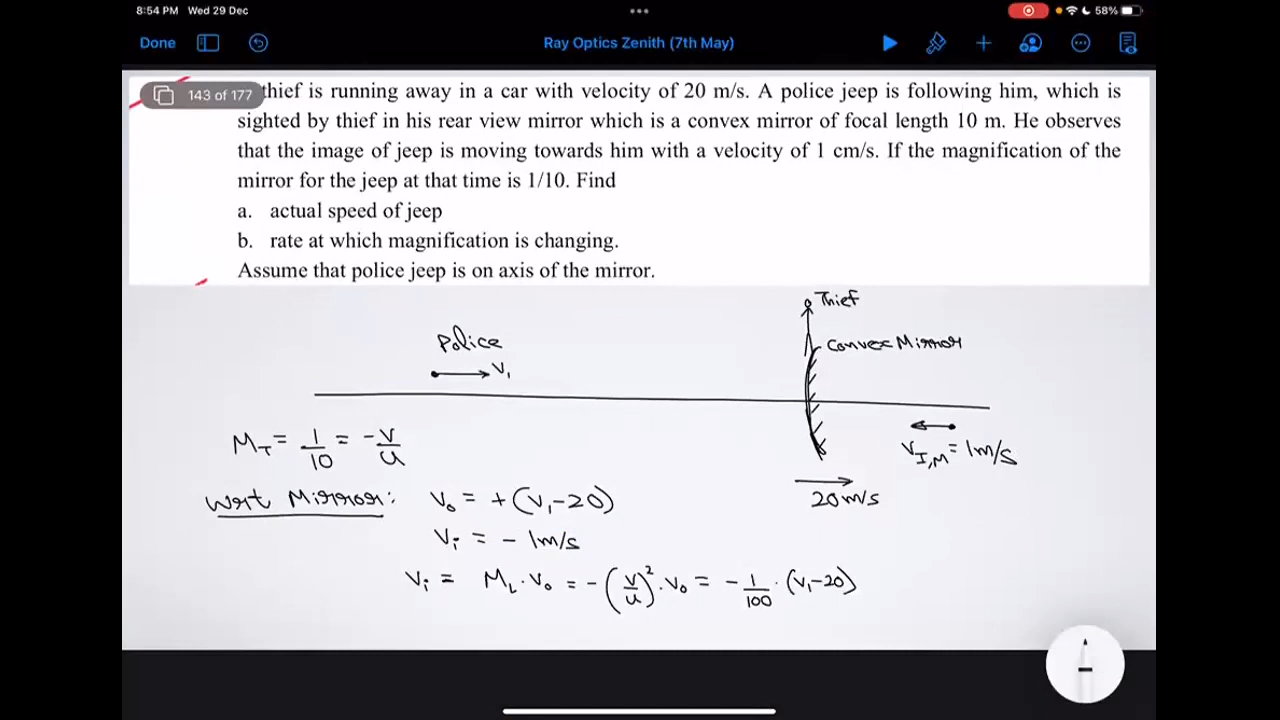 8:54 PM Wed 29 Dec
58%
Done
Ray Optics Zenith (7th May)
143 of 177
thief is running away in a car with velocity of 20 m/s. A police jeep is following him, which is
sighted by thief in his rear view mirror which is a convex mirror of focal length 10 m. He observes
that the image of jeep is moving towards him with a velocity of 1 cm/s. If the magnification of the
mirror for the jeep at that time is 1/10. Find
a. actual speed of jeep
b. rate at which magnification is changing.
Assume that police jeep is on axis of the mirror.
Thief
Police
Convex Mirror
V₁
M_T = 1/10 = -V/u
V_I,M = 1m/s
Wrt Mirror: V₀ = +(V₁-20)
20m/s
Vᵢ = - 1m/s
Vᵢ = M_L · V₀ = -(V/u)² · V₀ = - 1/100 · (V₁-20)